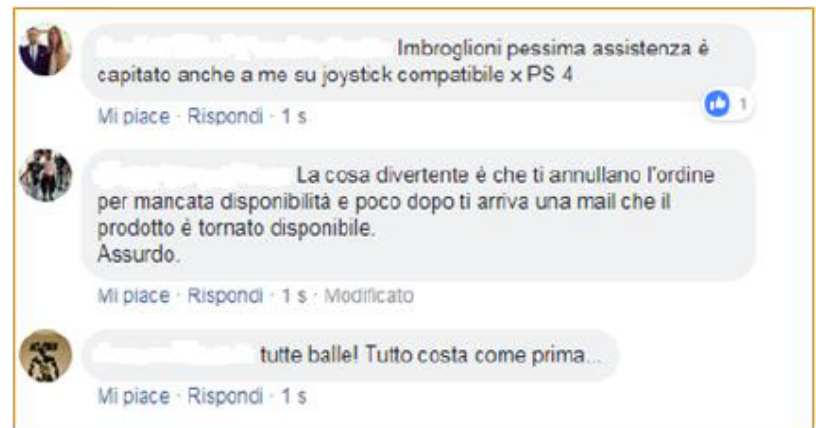 Imbroglioni pessima assistenza è
capitato anche a me su joystick compatibile x PS 4
1
Mi piace · Rispondi · 1 s
La cosa divertente è che ti annullano l'ordine
per mancata disponibilità e poco dopo ti arriva una mail che il
prodotto è tornato disponibile.
Assurdo.
Mi piace · Rispondi · 1 s · Modificato
tutte balle! Tutto costa come prima...
Mi piace · Rispondi · 1 s